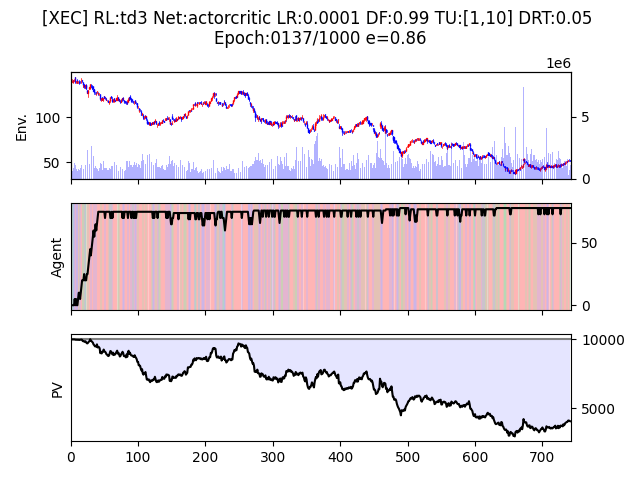 [XEC] RL:td3 Net:actorcritic LR:0.0001 DF:0.99 TU:[1,10] DRT:0.05
Epoch:0137/1000 e=0.86
1e6
Env.
100
50
5
0
Agent
50
0
PV
10000
5000
0 100 200 300 400 500 600 700